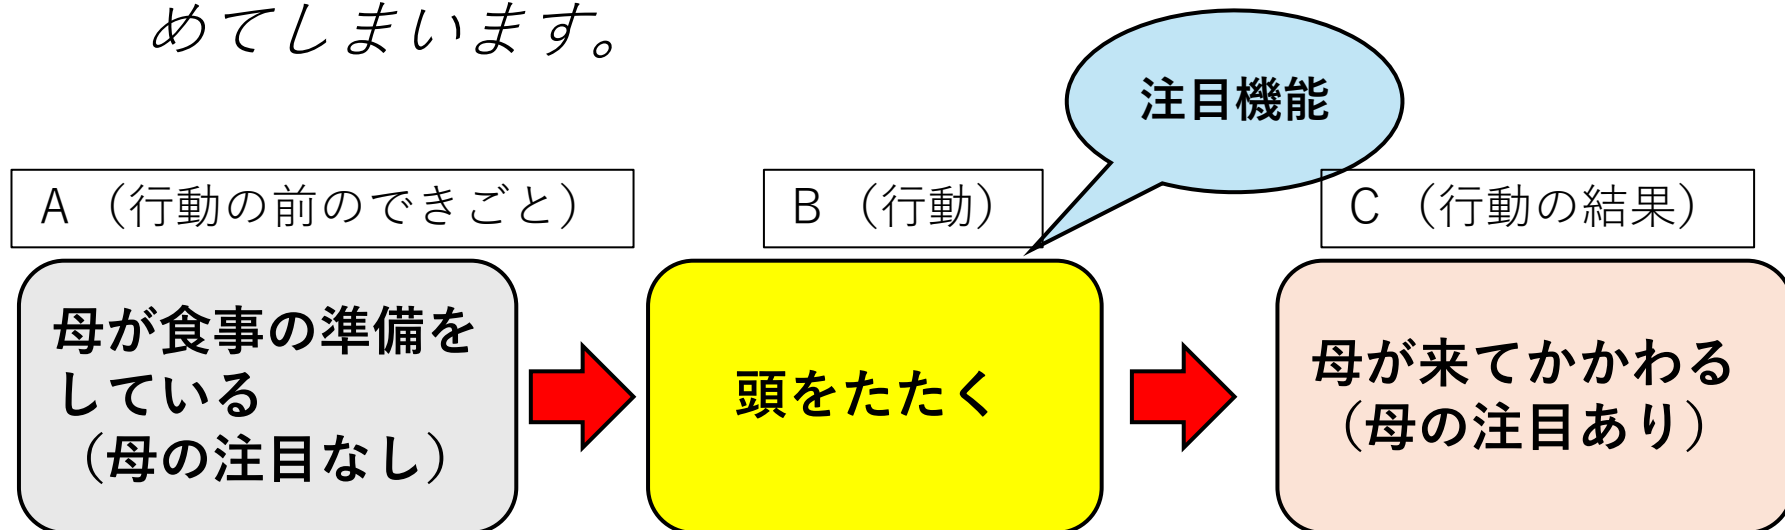 めてしまいます。
注目機能
A（行動の前のできごと）
B（行動）
C（行動の結果）
母が食事の準備を
している
（母の注目なし）
頭をたたく
母が来てかかわる
（母の注目あり）